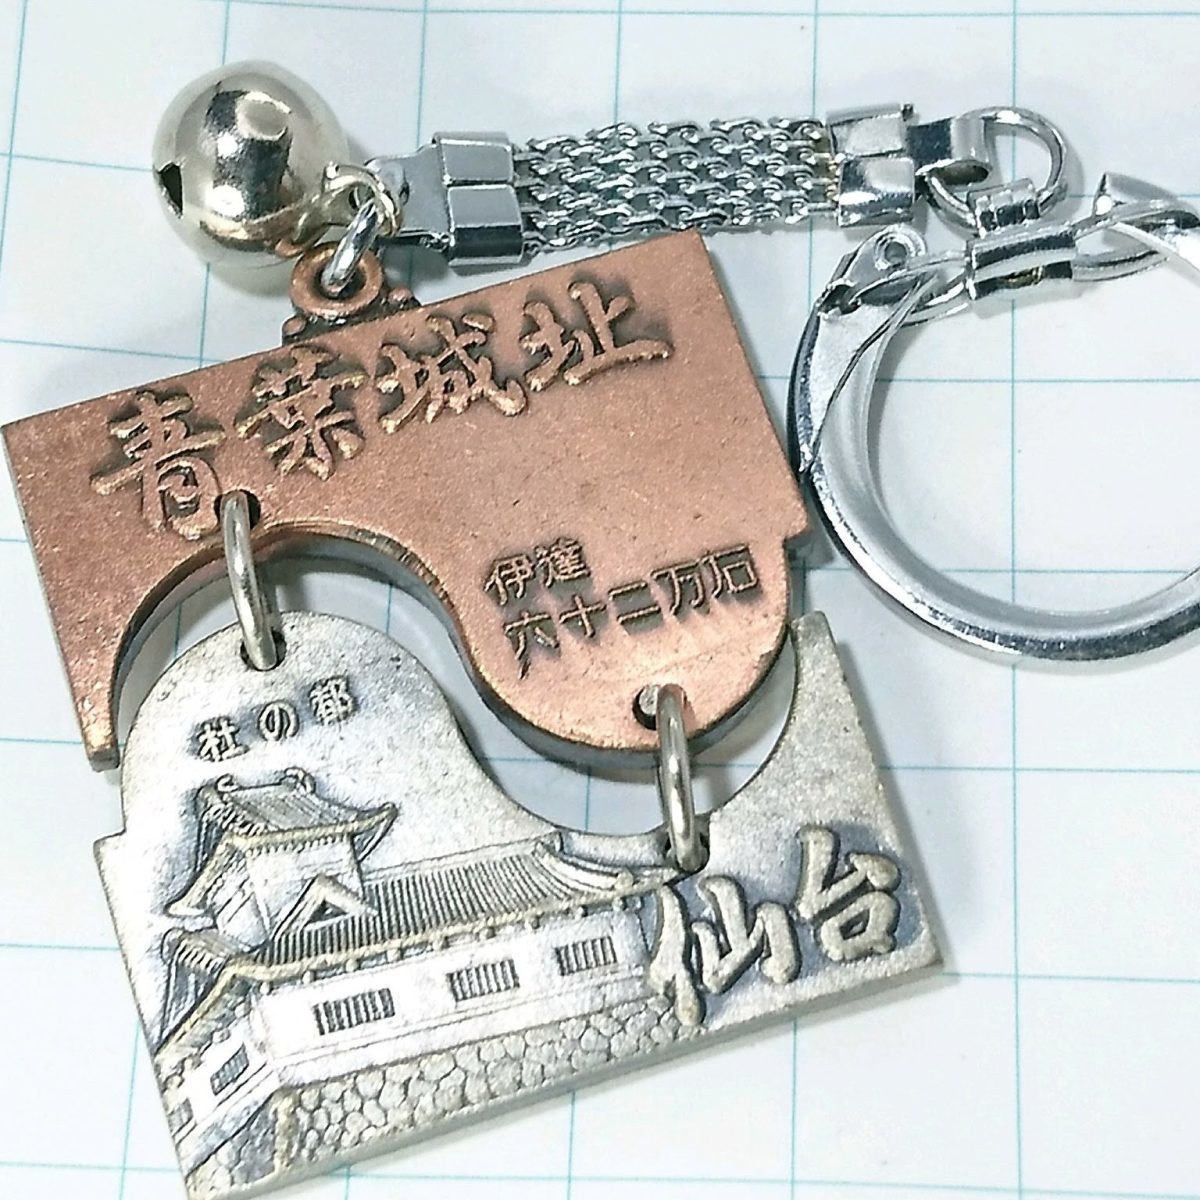 青葉城址
伊達
六十二万石
杜の都
仙台